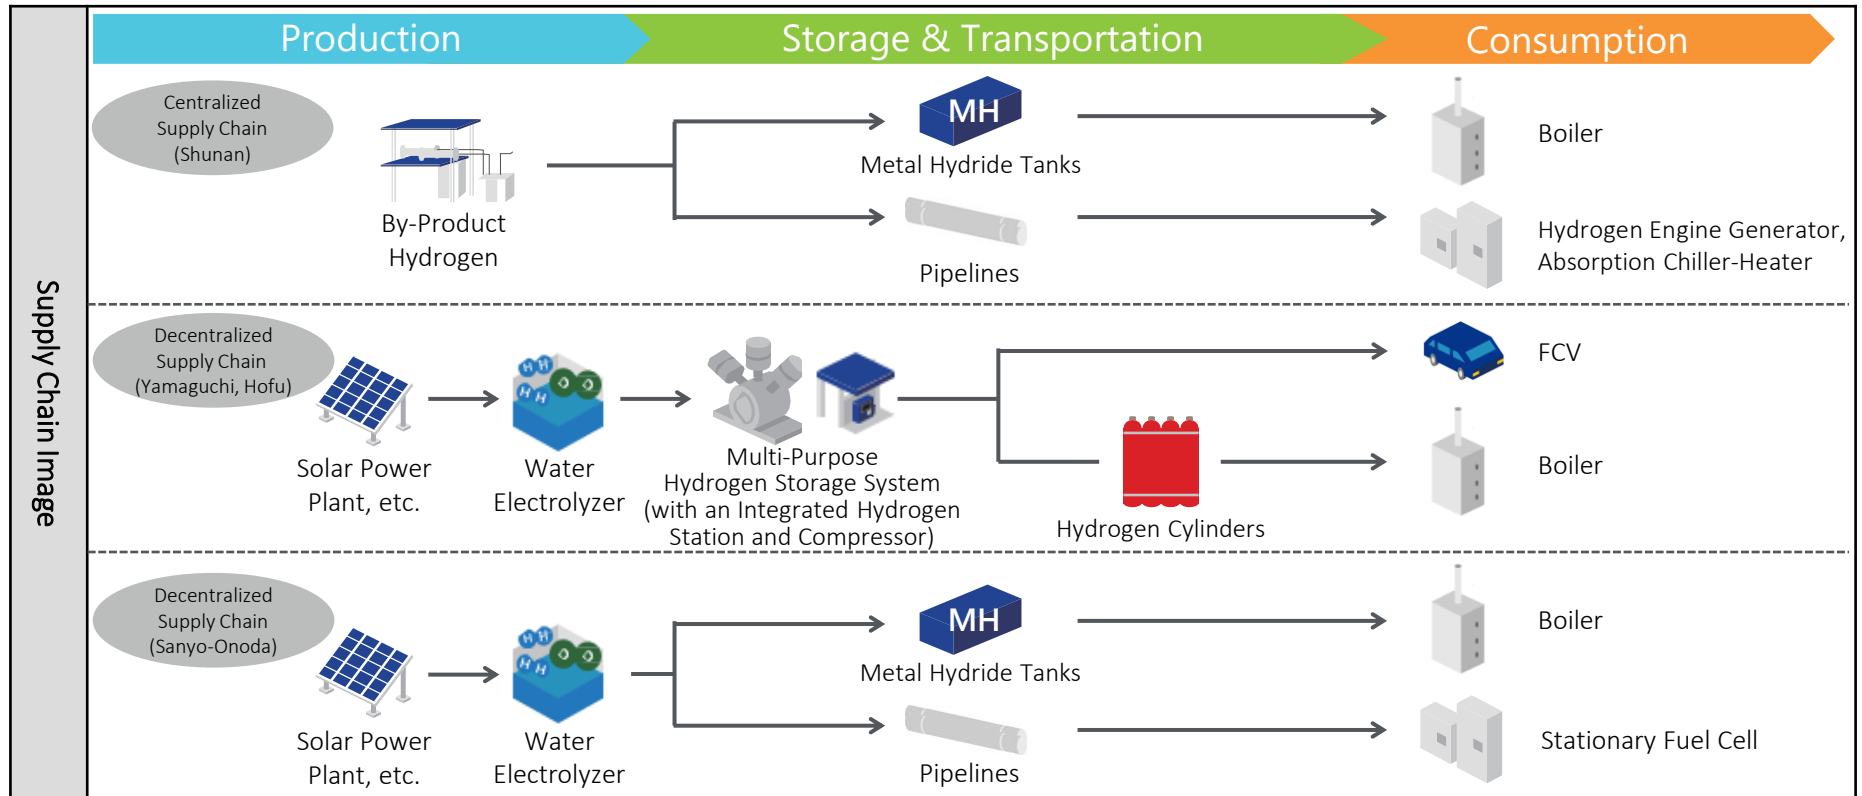 Supply Chain Image
Production
Storage & Transportation
Consumption
Centralized
Supply Chain
(Shunan)
By-Product
Hydrogen
MH
Metal Hydride Tanks
Pipelines
Boiler
Hydrogen Engine Generator,
Absorption Chiller-Heater
Decentralized
Supply Chain
(Yamaguchi, Hofu)
Solar Power
Plant, etc.
H H
O O
H H
Water
Electrolyzer
Multi-Purpose
Hydrogen Storage System
(with an Integrated Hydrogen
Station and Compressor)
Hydrogen Cylinders
FCV
Boiler
Decentralized
Supply Chain
(Sanyo-Onoda)
Solar Power
Plant, etc.
H H
O O
H H
Water
Electrolyzer
MH
Metal Hydride Tanks
Pipelines
Boiler
Stationary Fuel Cell